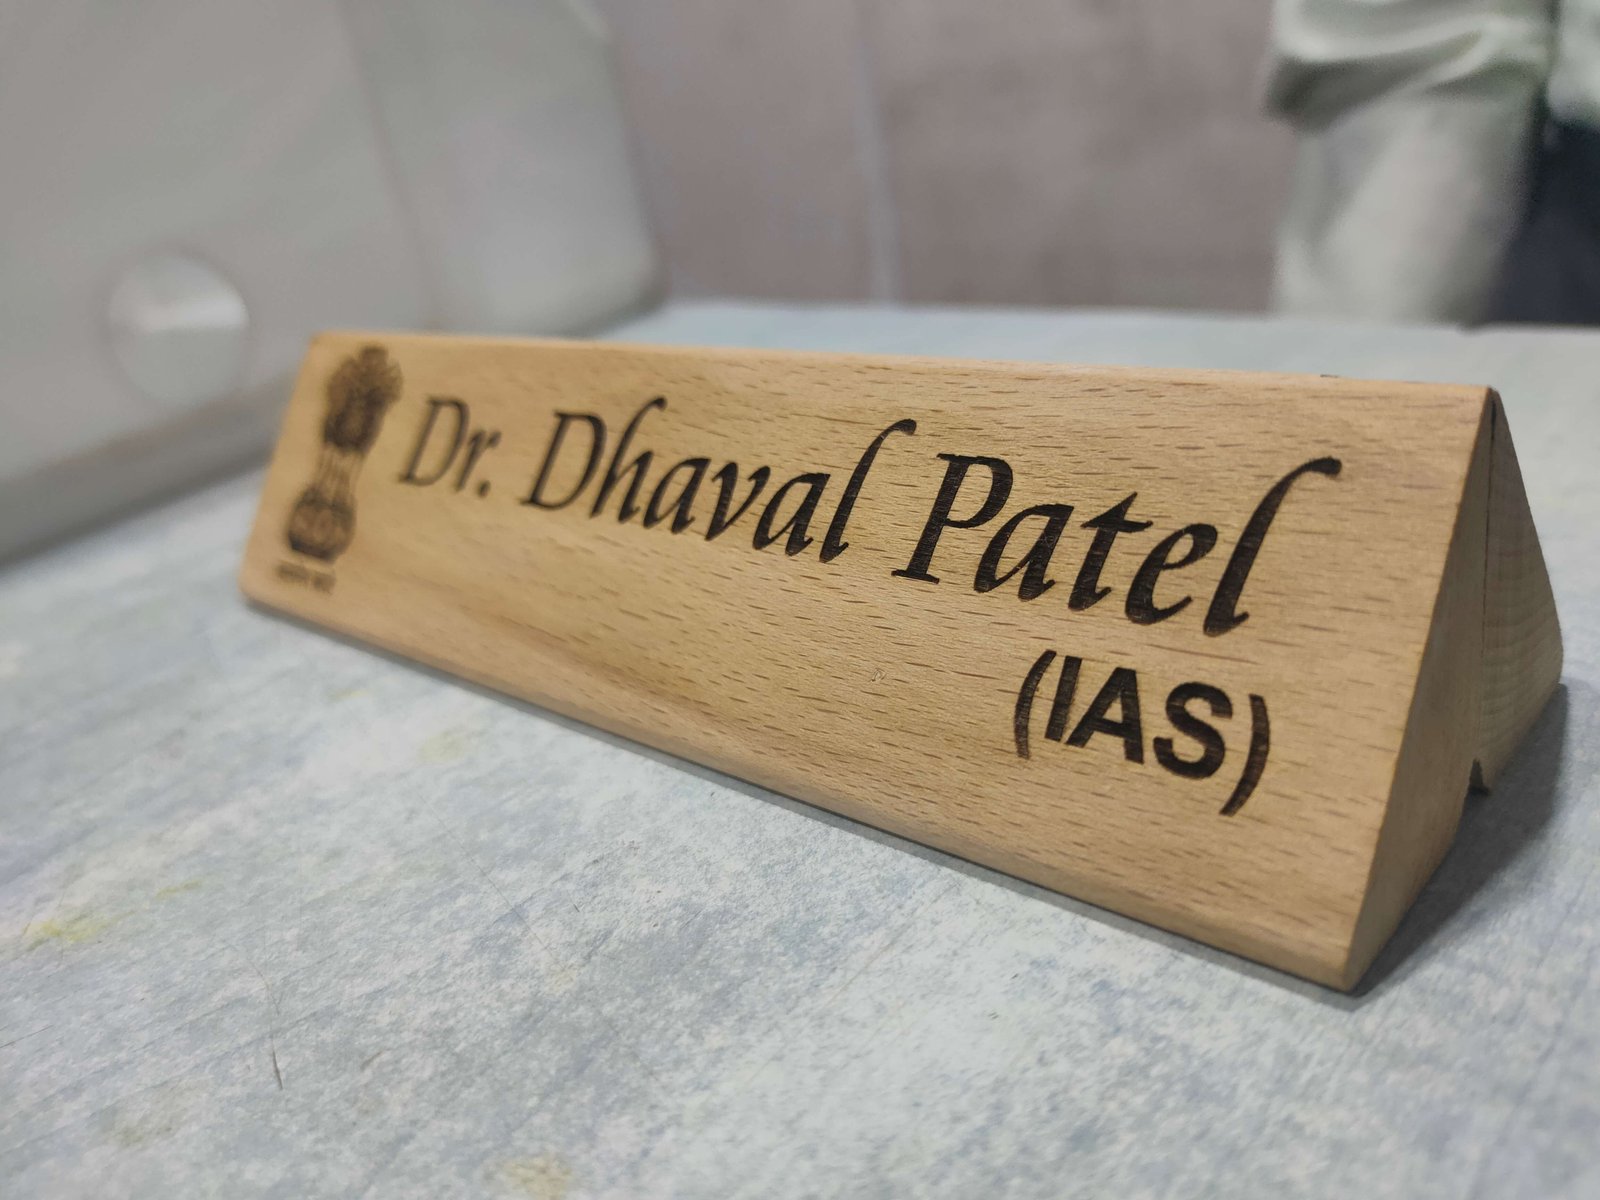 Dr. Dhaval Patel
(IAS)